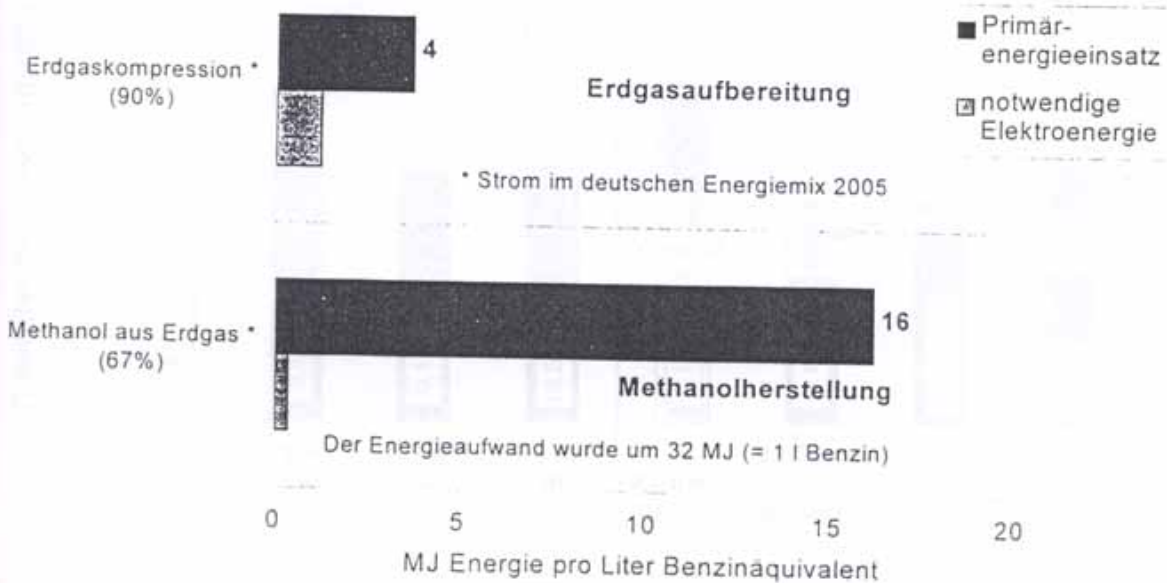 Erdgaskompression *
(90%)
4
Erdgasaufbereitung
* Strom im deutschen Energiemix 2005
Primär-
energieeinsatz
notwendige
Elektroenergie
Methanol aus Erdgas *
(67%)
16
Methanolherstellung
Der Energieaufwand wurde um 32 MJ (= 1 l Benzin)
0
5
10
15
20
MJ Energie pro Liter Benzinäquivalent